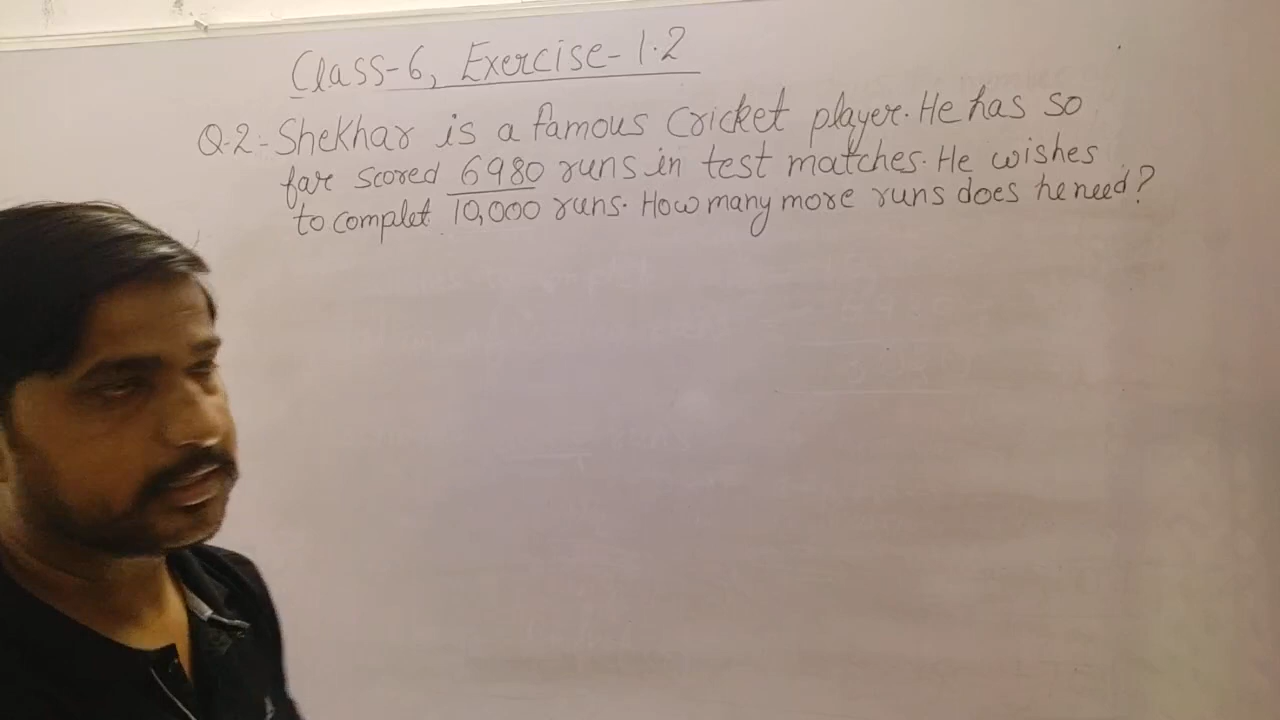 Class-6, Exercise-1.2
Q.2- Shekhar is a famous cricket player. He has so
far scored 6980 runs in test matches. He wishes
to complet 10,000 runs. How many more runs does he need?